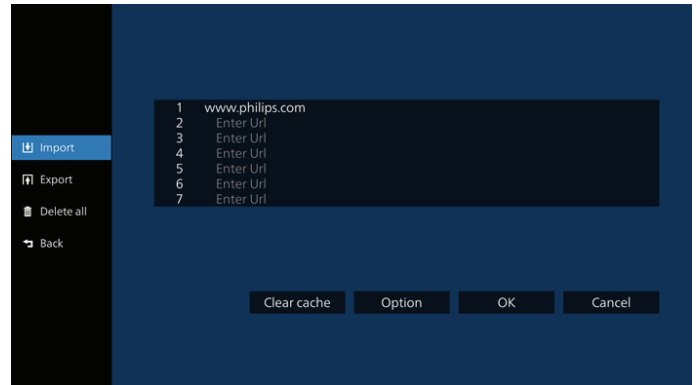 Import
Export
Delete all
Back
1 www.philips.com
2 Enter Url
3 Enter Url
4 Enter Url
5 Enter Url
6 Enter Url
7 Enter Url
Clear cache Option OK Cancel